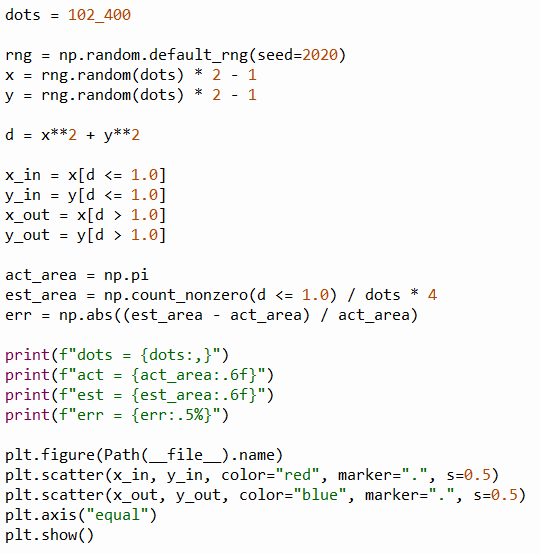 dots = 102_400
rng = np.random.default_rng(seed=2020)
x = rng.random(dots) * 2 - 1
y = rng.random(dots) * 2 - 1
d = x**2 + y**2
x_in = x[d <= 1.0]
y_in = y[d <= 1.0]
x_out = x[d > 1.0]
y_out = y[d > 1.0]
act_area = np.pi
est_area = np.count_nonzero(d <= 1.0) / dots * 4
err = np.abs((est_area - act_area) / act_area)
print(f"dots = {dots:,}")
print(f"act = {act_area:.6f}")
print(f"est = {est_area:.6f}")
print(f"err = {err:.5%}")
plt.figure(Path(__file__).name)
plt.scatter(x_in, y_in, color="red", marker=".", s=0.5)
plt.scatter(x_out, y_out, color="blue", marker=".", s=0.5)
plt.axis("equal")
plt.show()